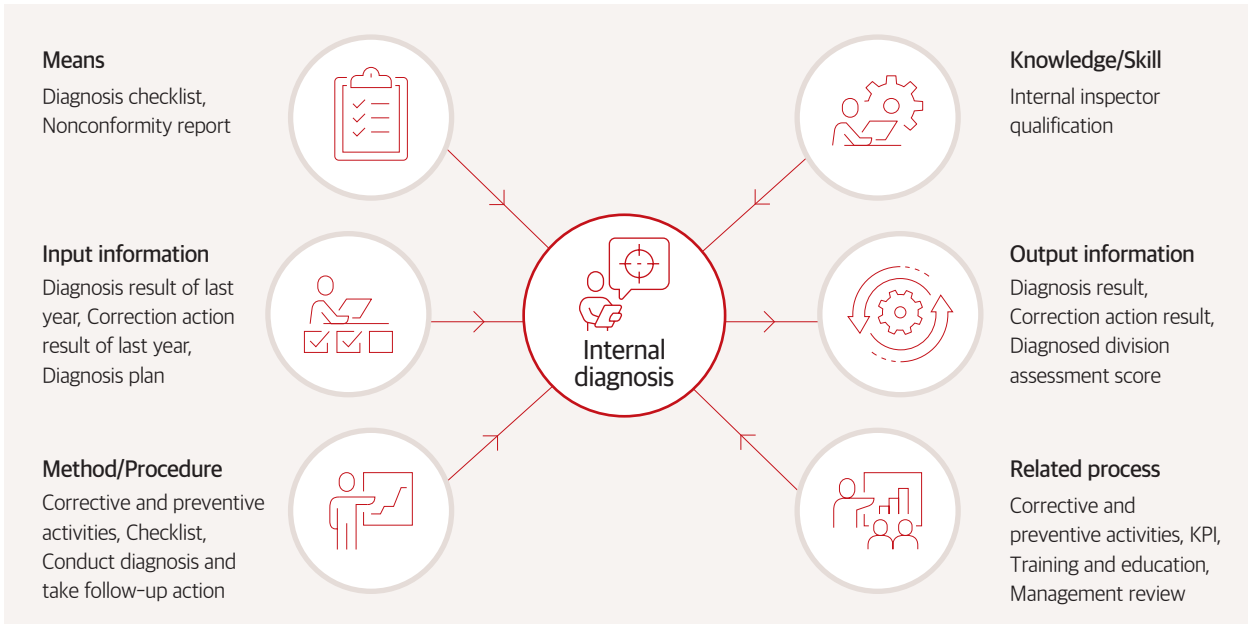 Means
Diagnosis checklist,
Nonconformity report
Knowledge/Skill
Internal inspector
qualification
Input information
Diagnosis result of last
year, Correction action
result of last year,
Diagnosis plan
Internal
diagnosis
Output information
Diagnosis result,
Correction action result,
Diagnosed division
assessment score
Method/Procedure
Corrective and preventive
activities, Checklist,
Conduct diagnosis and
take follow-up action
Related process
Corrective and
preventive activities, KPI,
Training and education,
Management review